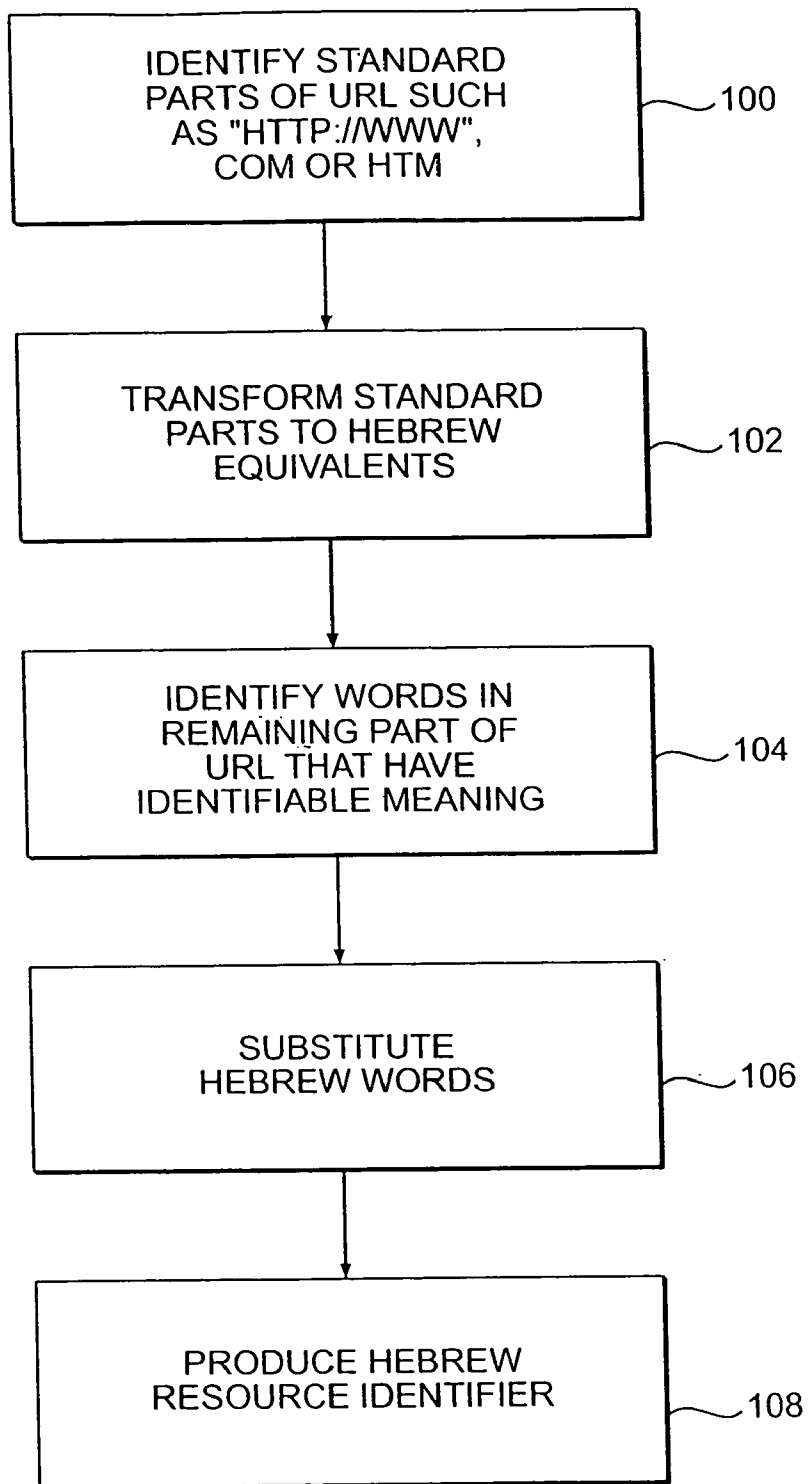 IDENTIFY STANDARD
PARTS OF URL SUCH
AS "HTTP://WWW",
COM OR HTM
100
TRANSFORM STANDARD
PARTS TO HEBREW
EQUIVALENTS
102
IDENTIFY WORDS IN
REMAINING PART OF
URL THAT HAVE
IDENTIFIABLE MEANING
104
SUBSTITUTE
HEBREW WORDS
106
PRODUCE HEBREW
RESOURCE IDENTIFIER
108